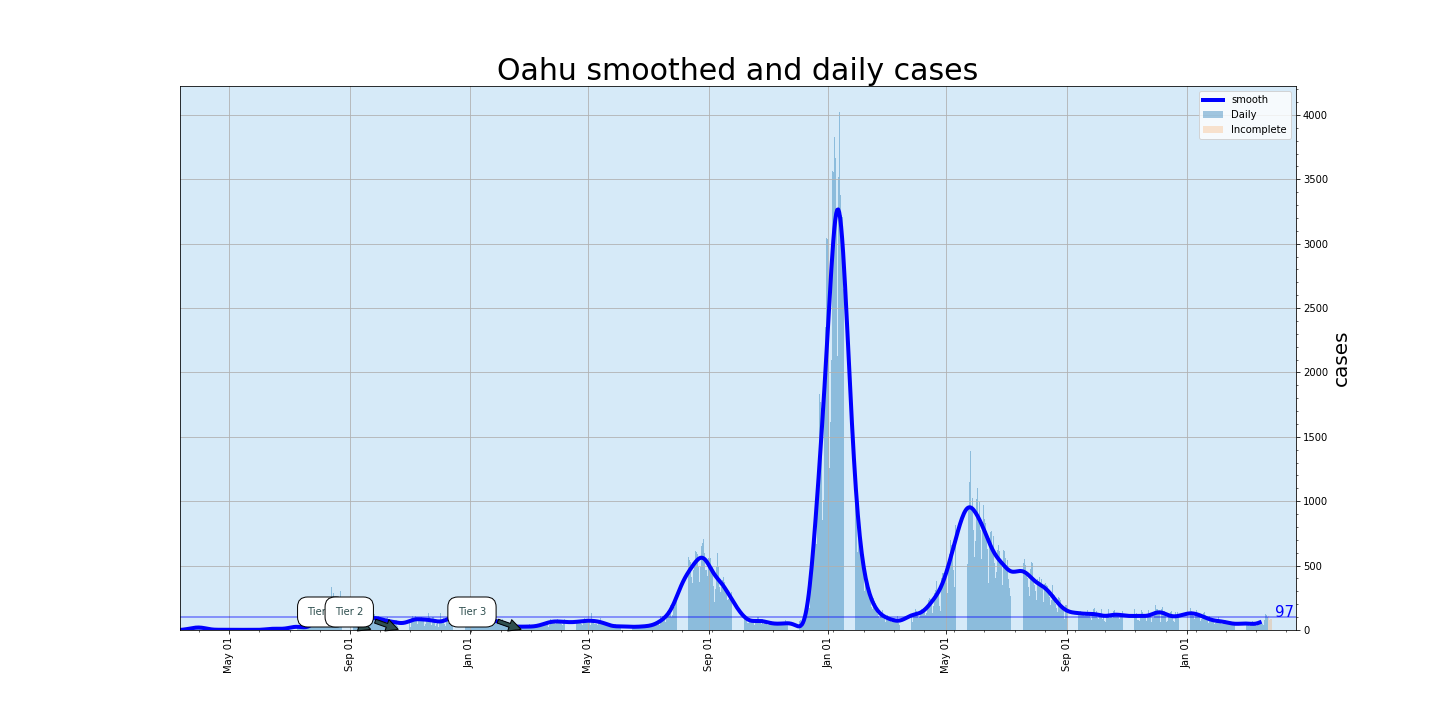 Oahu smoothed and daily cases
smooth
Daily
Incomplete
4000
3500
3000
2500
2000
1500
1000
500
0
cases
97
Tier 2
Tier 3
May 01
Sep 01
Jan 01
May 01
Sep 01
Jan 01
May 01
Sep 01
Jan 01